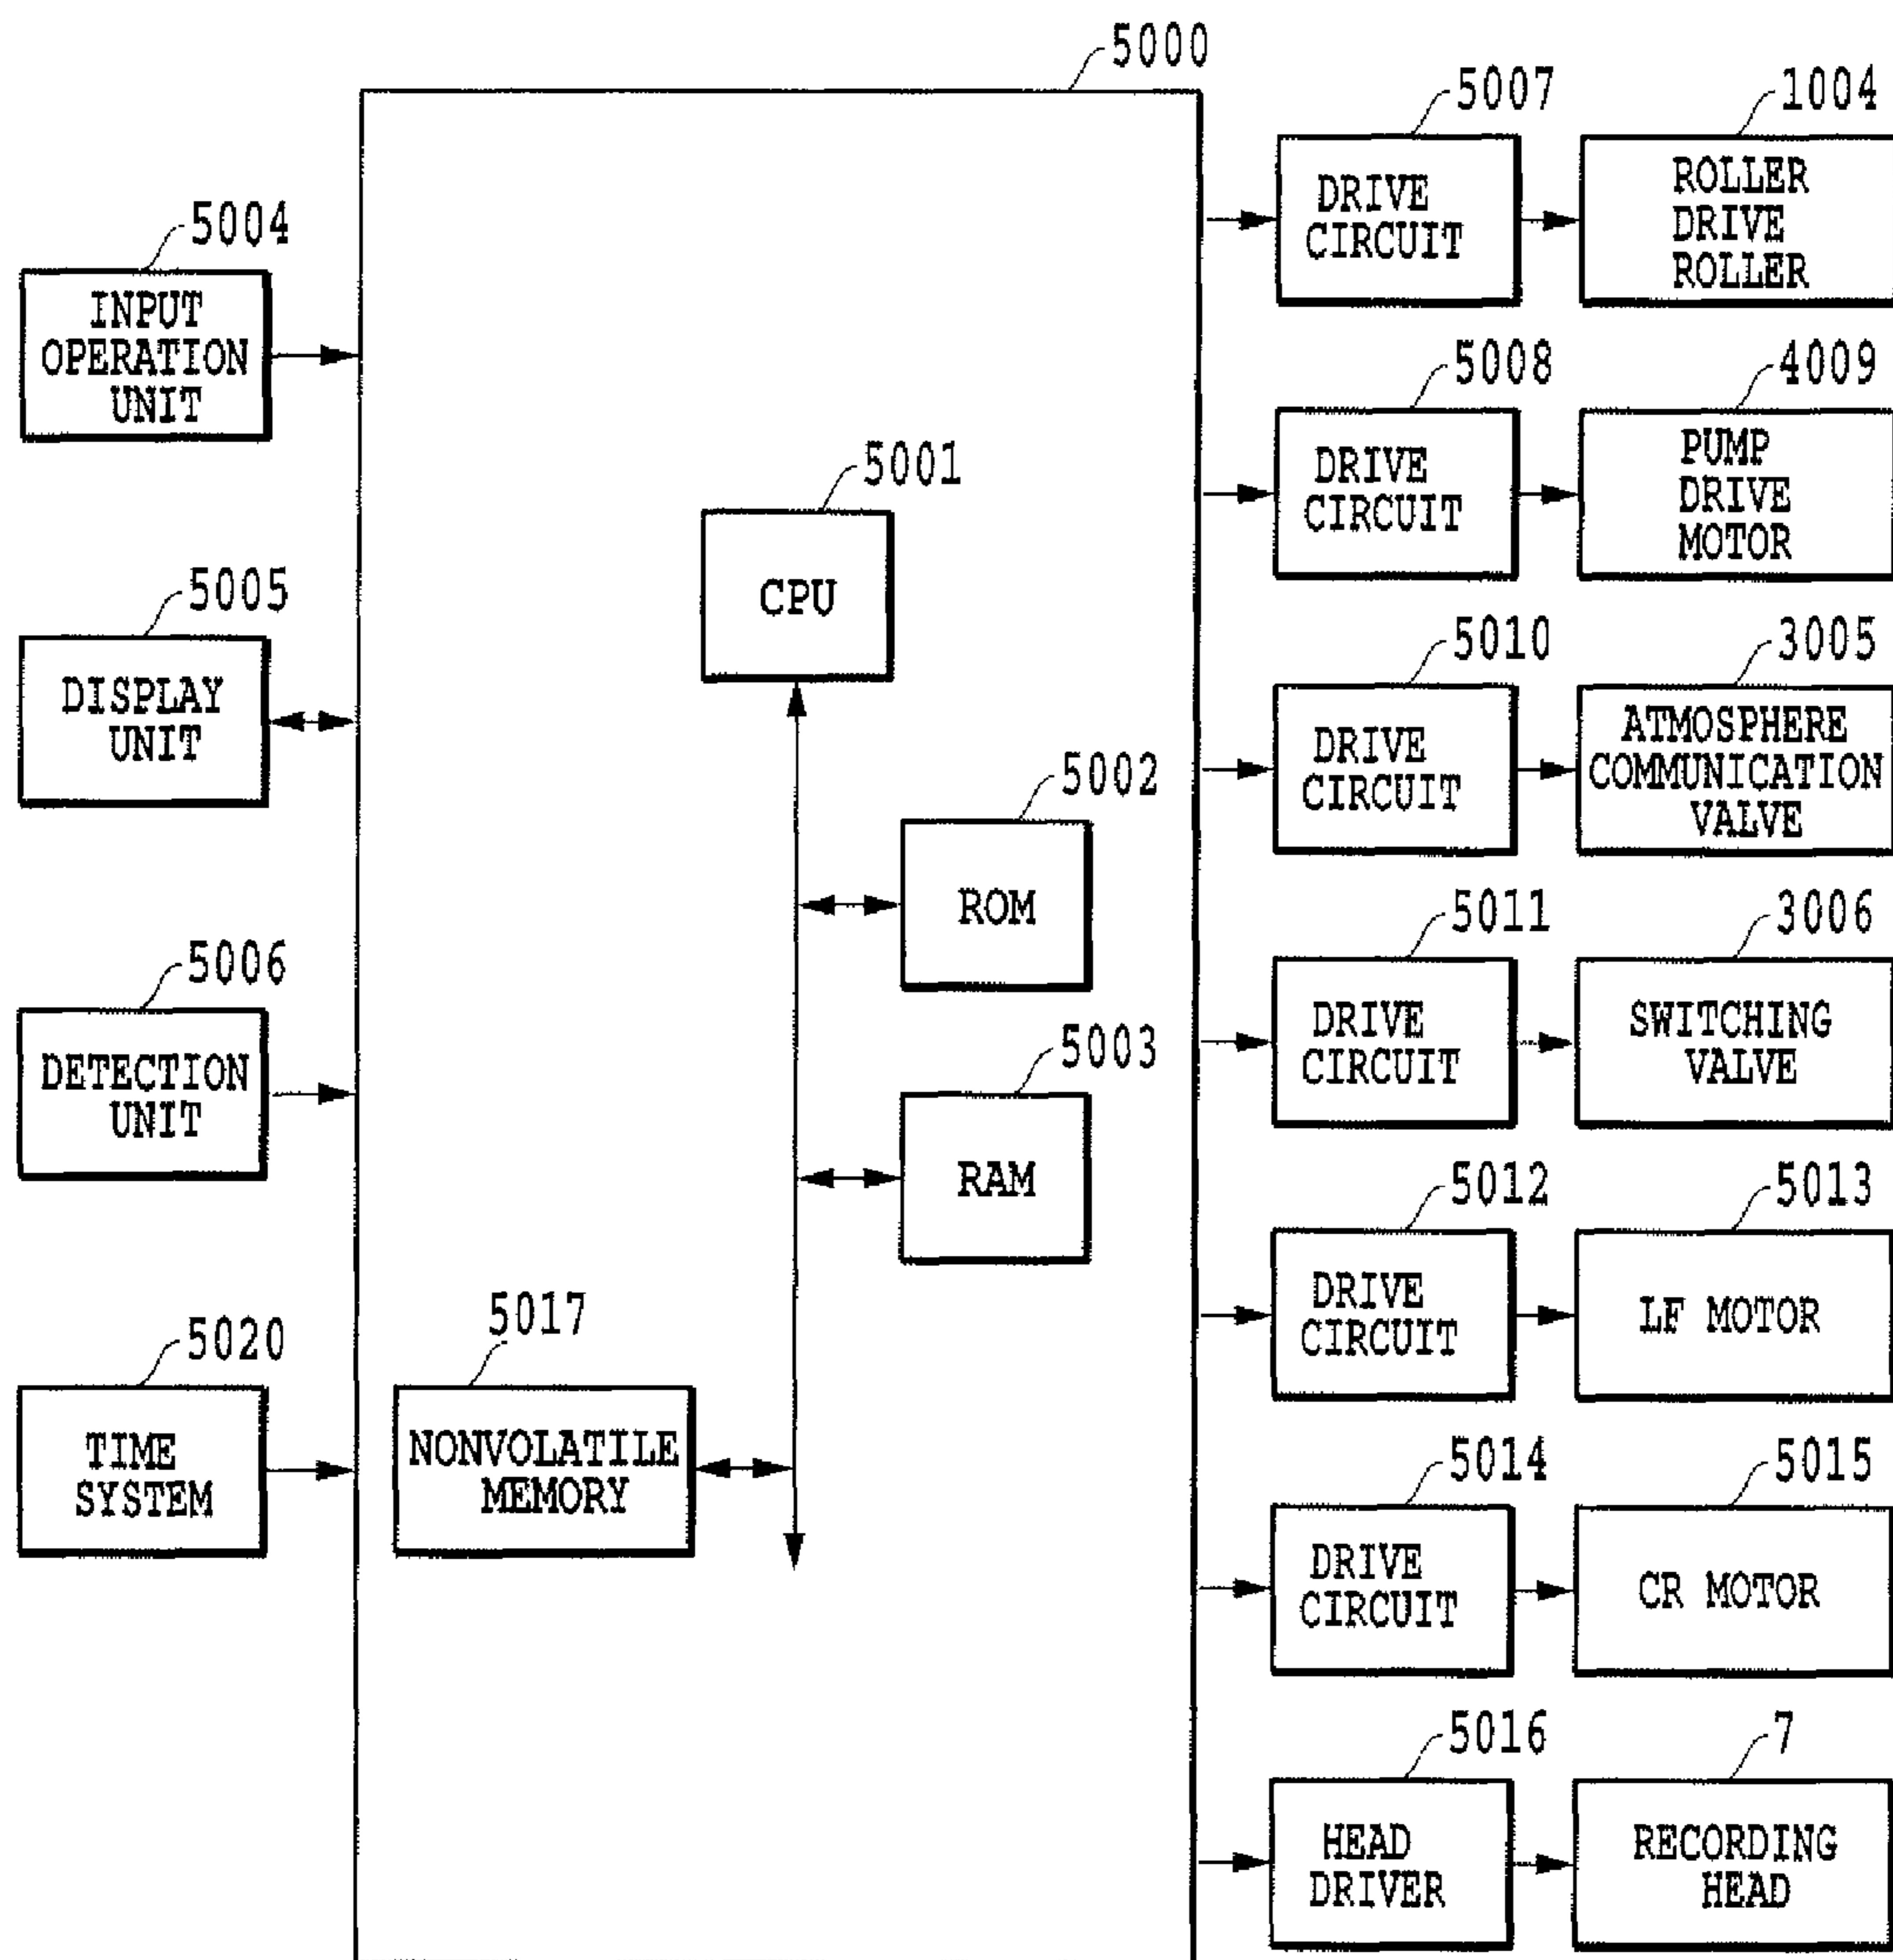 5000
5007
1004
DRIVE
CIRCUIT
ROLLER
DRIVE
ROLLER
5004
INPUT
OPERATION
UNIT
5008
4009
DRIVE
CIRCUIT
PUMP
DRIVE
MOTOR
5001
CPU
5005
DISPLAY
UNIT
5010
3005
DRIVE
CIRCUIT
ATMOSPHERE
COMMUNICATION
VALVE
5002
ROM
5011
3006
DRIVE
CIRCUIT
SWITCHING
VALVE
5006
DETECTION
UNIT
5003
RAM
5012
5013
DRIVE
CIRCUIT
LF MOTOR
5020
TIME
SYSTEM
5017
NONVOLATILE
MEMORY
5014
5015
DRIVE
CIRCUIT
CR MOTOR
5016
7
HEAD
DRIVER
RECORDING
HEAD